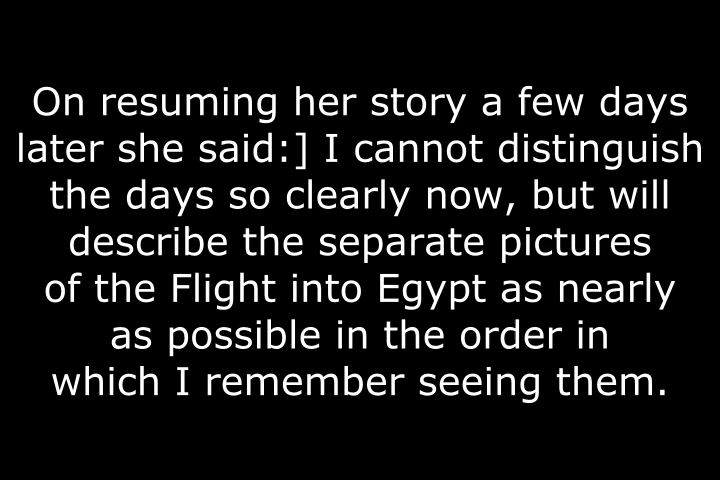 On resuming her story a few days
later she said:] I cannot distinguish
the days so clearly now, but will
describe the separate pictures
of the Flight into Egypt as nearly
as possible in the order in
which I remember seeing them.